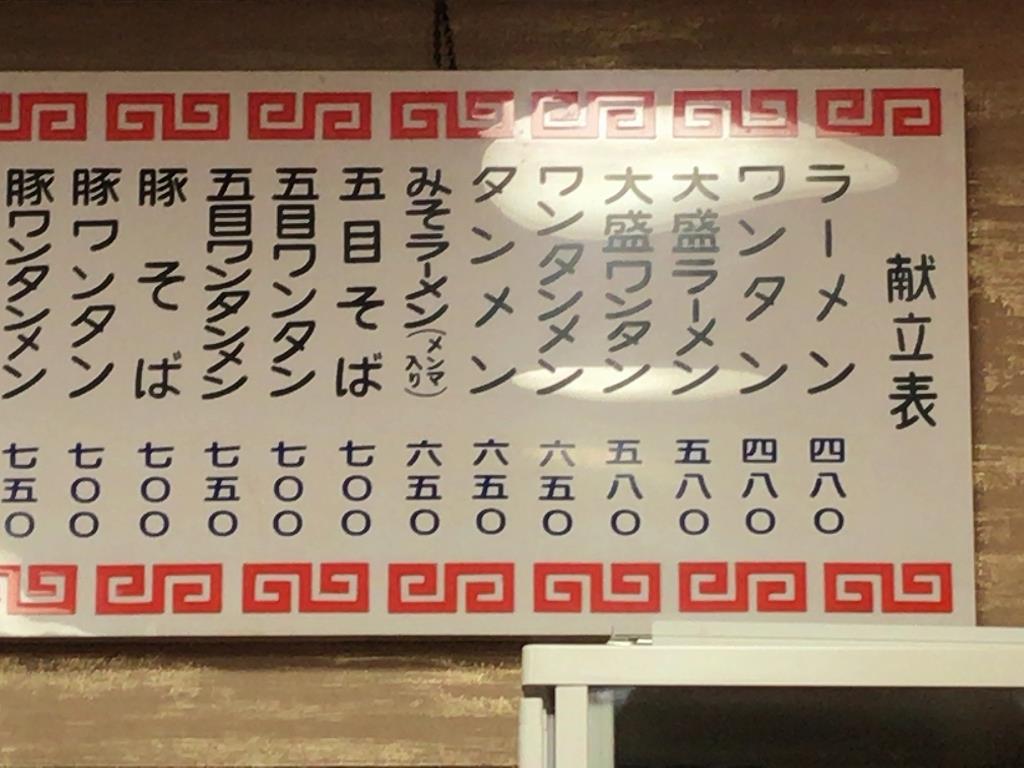 献立表
ラーメン 四八〇
ワンタン 四八〇
大盛ラーメン 五八〇
大盛ワンタン 五八〇
ワンタンメン 六五〇
タンメン 六五〇
みそラーメン(メンマ入り) 六五〇
五目そば 七〇〇
五目ワンタン 七〇〇
五目ワンタンメン 七五〇
豚そば 七〇〇
豚ワンタン 七〇〇
豚ワンタンメン 七五〇